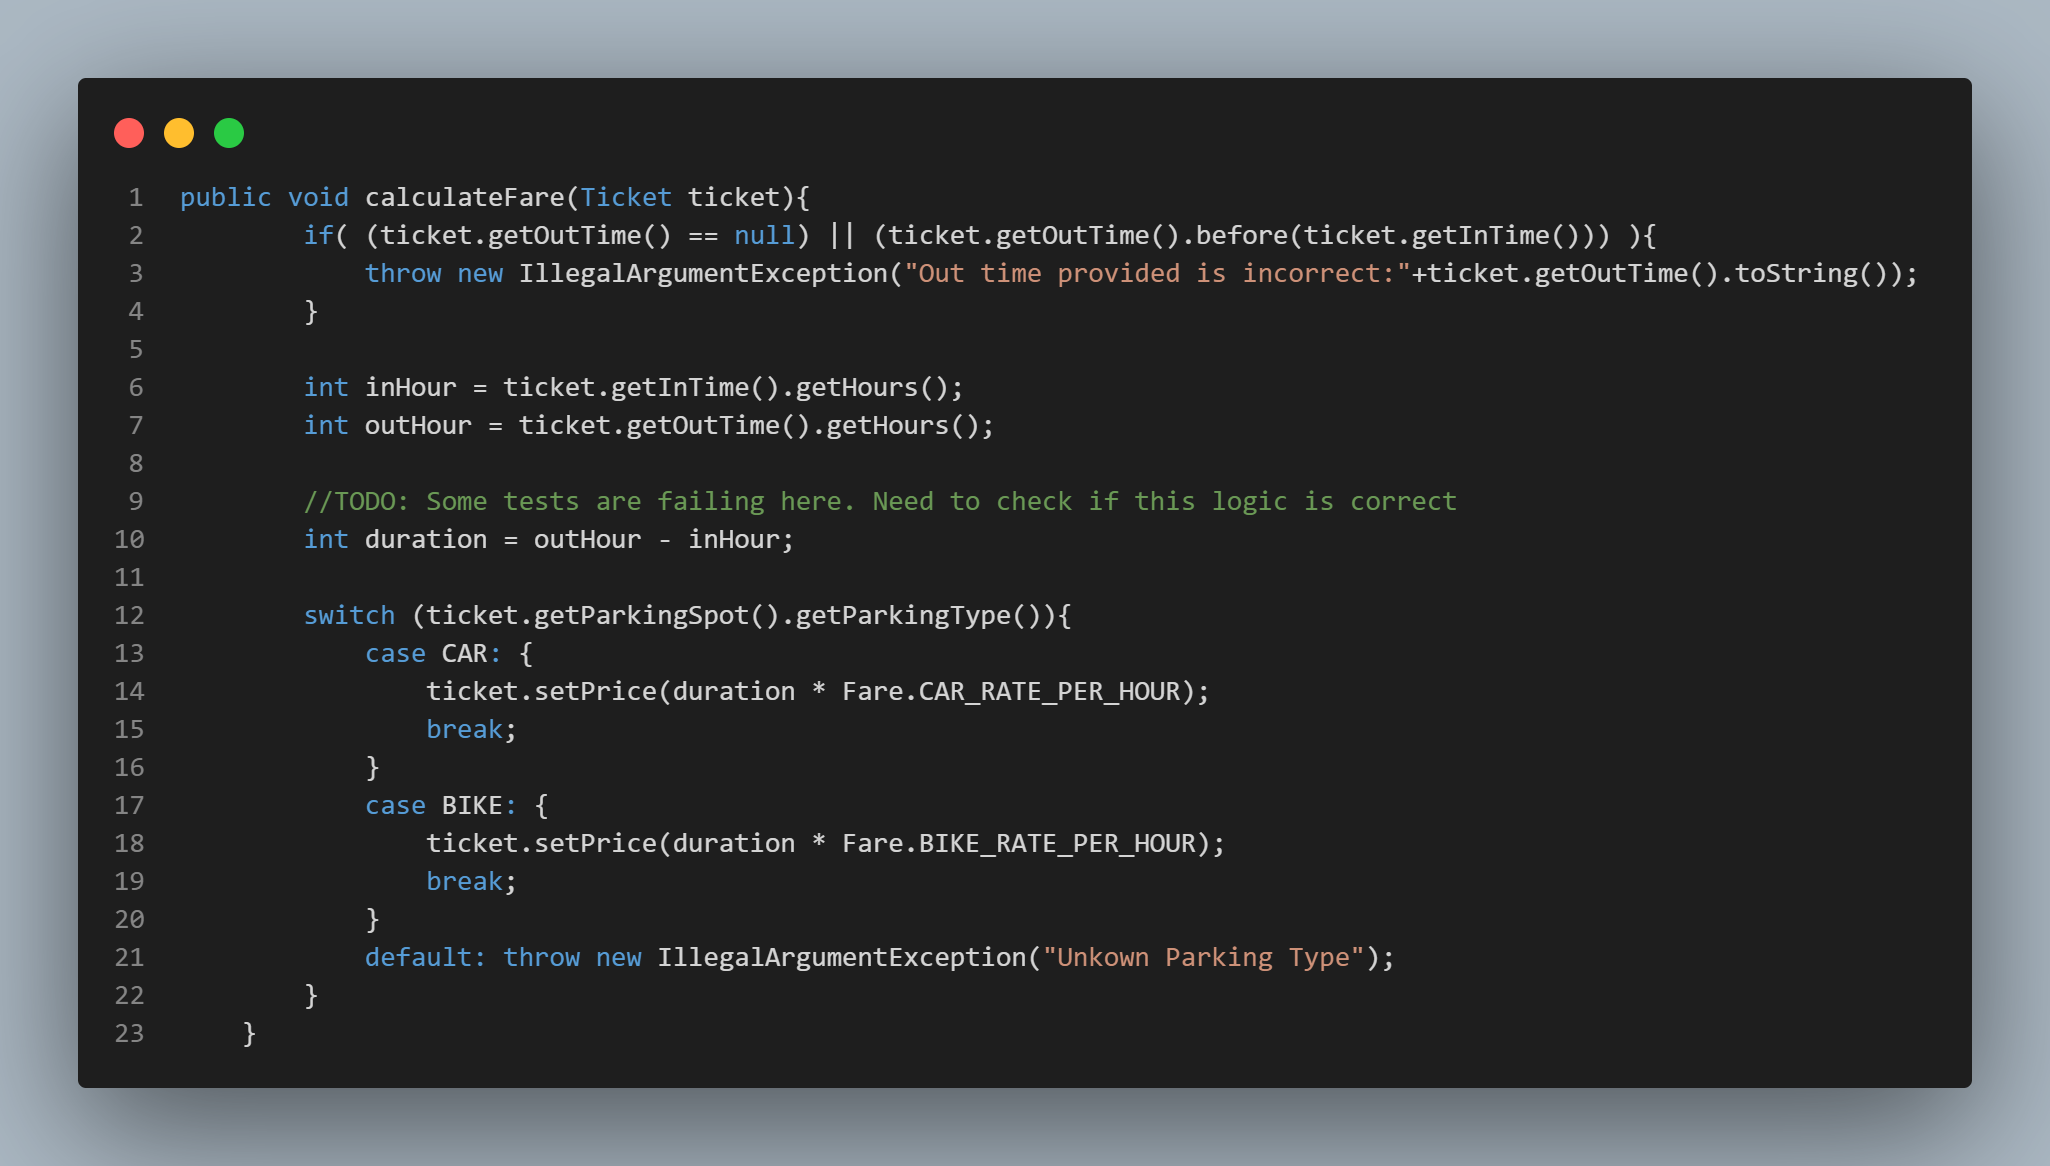 1 public void calculateFare(Ticket ticket){
2         if( (ticket.getOutTime() == null) || (ticket.getOutTime().before(ticket.getInTime())) ){
3             throw new IllegalArgumentException("Out time provided is incorrect:"+ticket.getOutTime().toString());
4         }
5
6         int inHour = ticket.getInTime().getHours();
7         int outHour = ticket.getOutTime().getHours();
8
9         //TODO: Some tests are failing here. Need to check if this logic is correct
10         int duration = outHour - inHour;
11
12         switch (ticket.getParkingSpot().getParkingType()){
13             case CAR: {
14                 ticket.setPrice(duration * Fare.CAR_RATE_PER_HOUR);
15                 break;
16             }
17             case BIKE: {
18                 ticket.setPrice(duration * Fare.BIKE_RATE_PER_HOUR);
19                 break;
20             }
21             default: throw new IllegalArgumentException("Unkown Parking Type");
22         }
23     }